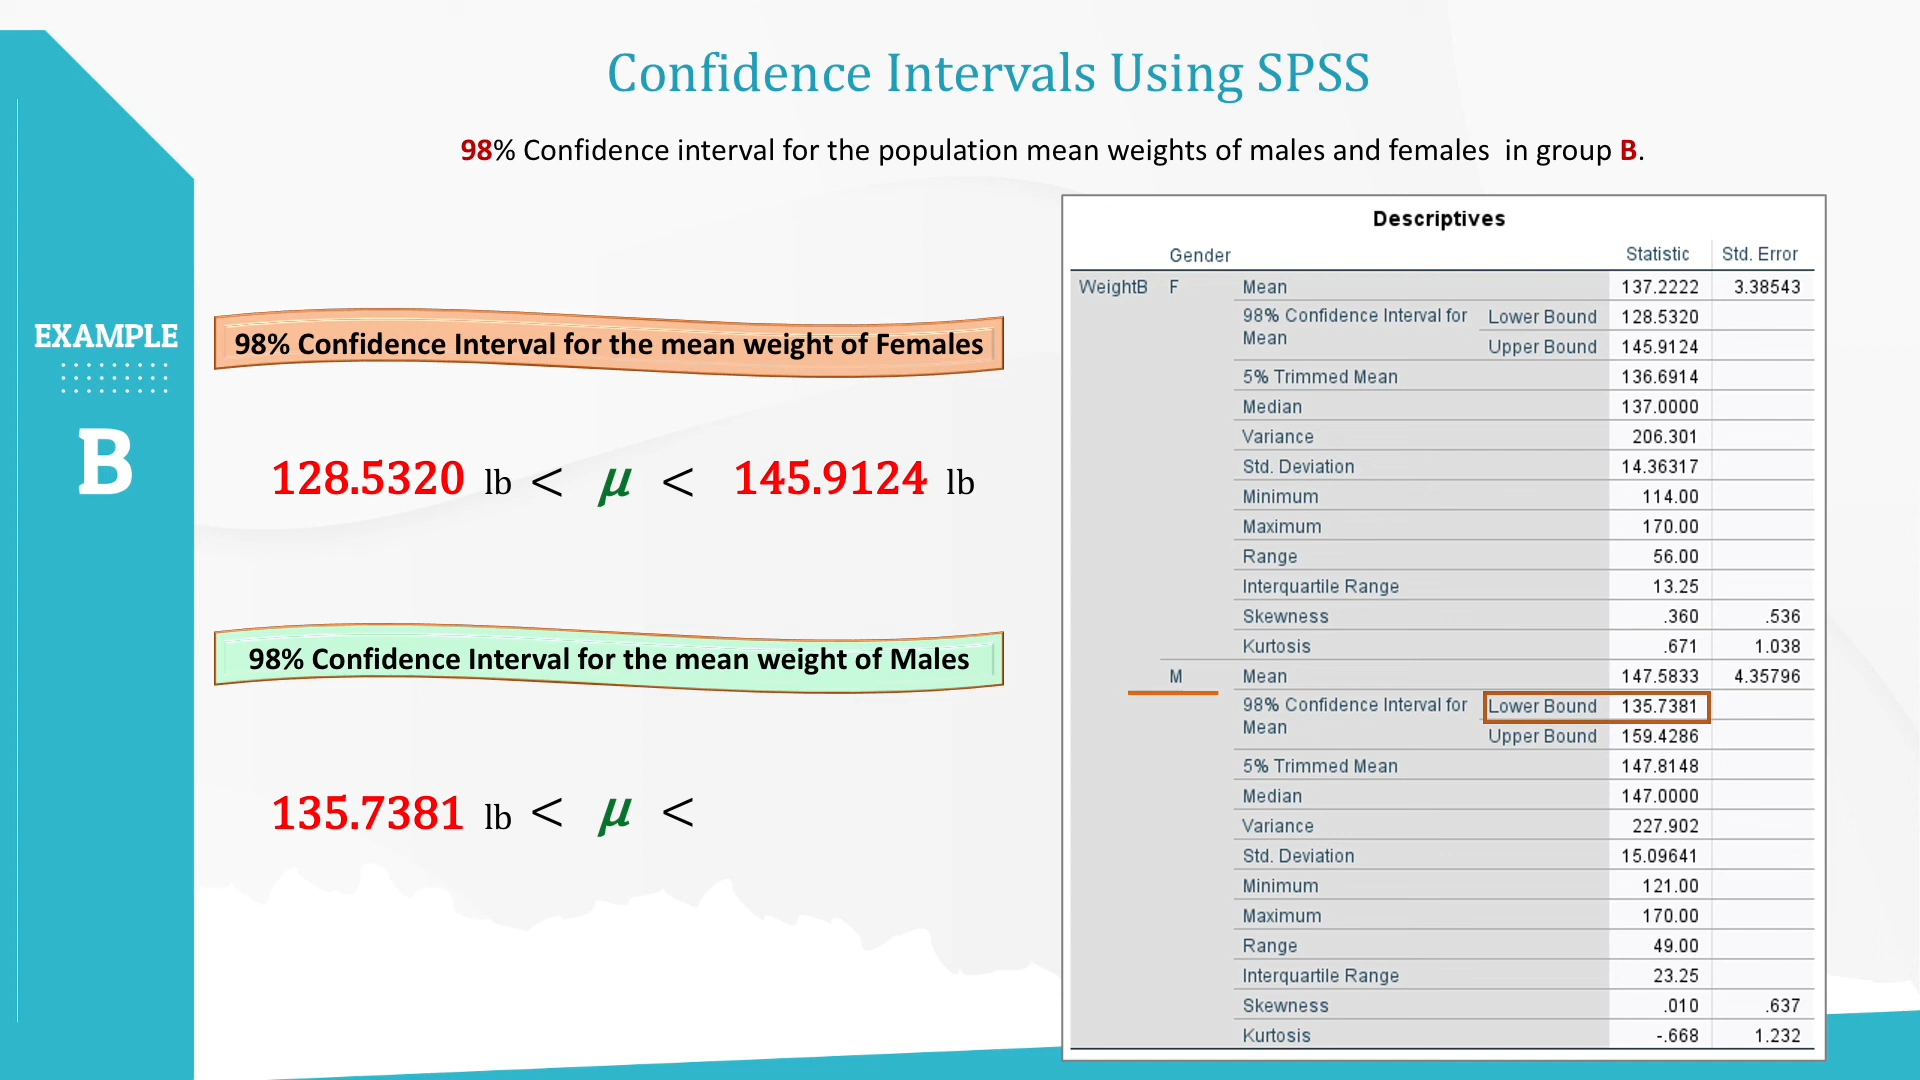 Confidence Intervals Using SPSS
98% Confidence interval for the population mean weights of males and females in group B.
EXAMPLE
B
98% Confidence Interval for the mean weight of Females
128.5320 lb < μ < 145.9124 lb
98% Confidence Interval for the mean weight of Males
135.7381 lb < μ <
Descriptives
Gender Statistic Std. Error
WeightB F Mean 137.2222 3.38543
98% Confidence Interval for Mean Lower Bound 128.5320
Upper Bound 145.9124
5% Trimmed Mean 136.6914
Median 137.0000
Variance 206.301
Std. Deviation 14.36317
Minimum 114.00
Maximum 170.00
Range 56.00
Interquartile Range 13.25
Skewness .360 .536
Kurtosis .671 1.038
M Mean 147.5833 4.35796
98% Confidence Interval for Mean Lower Bound 135.7381
Upper Bound 159.4286
5% Trimmed Mean 147.8148
Median 147.0000
Variance 227.902
Std. Deviation 15.09641
Minimum 121.00
Maximum 170.00
Range 49.00
Interquartile Range 23.25
Skewness .010 .637
Kurtosis -.668 1.232